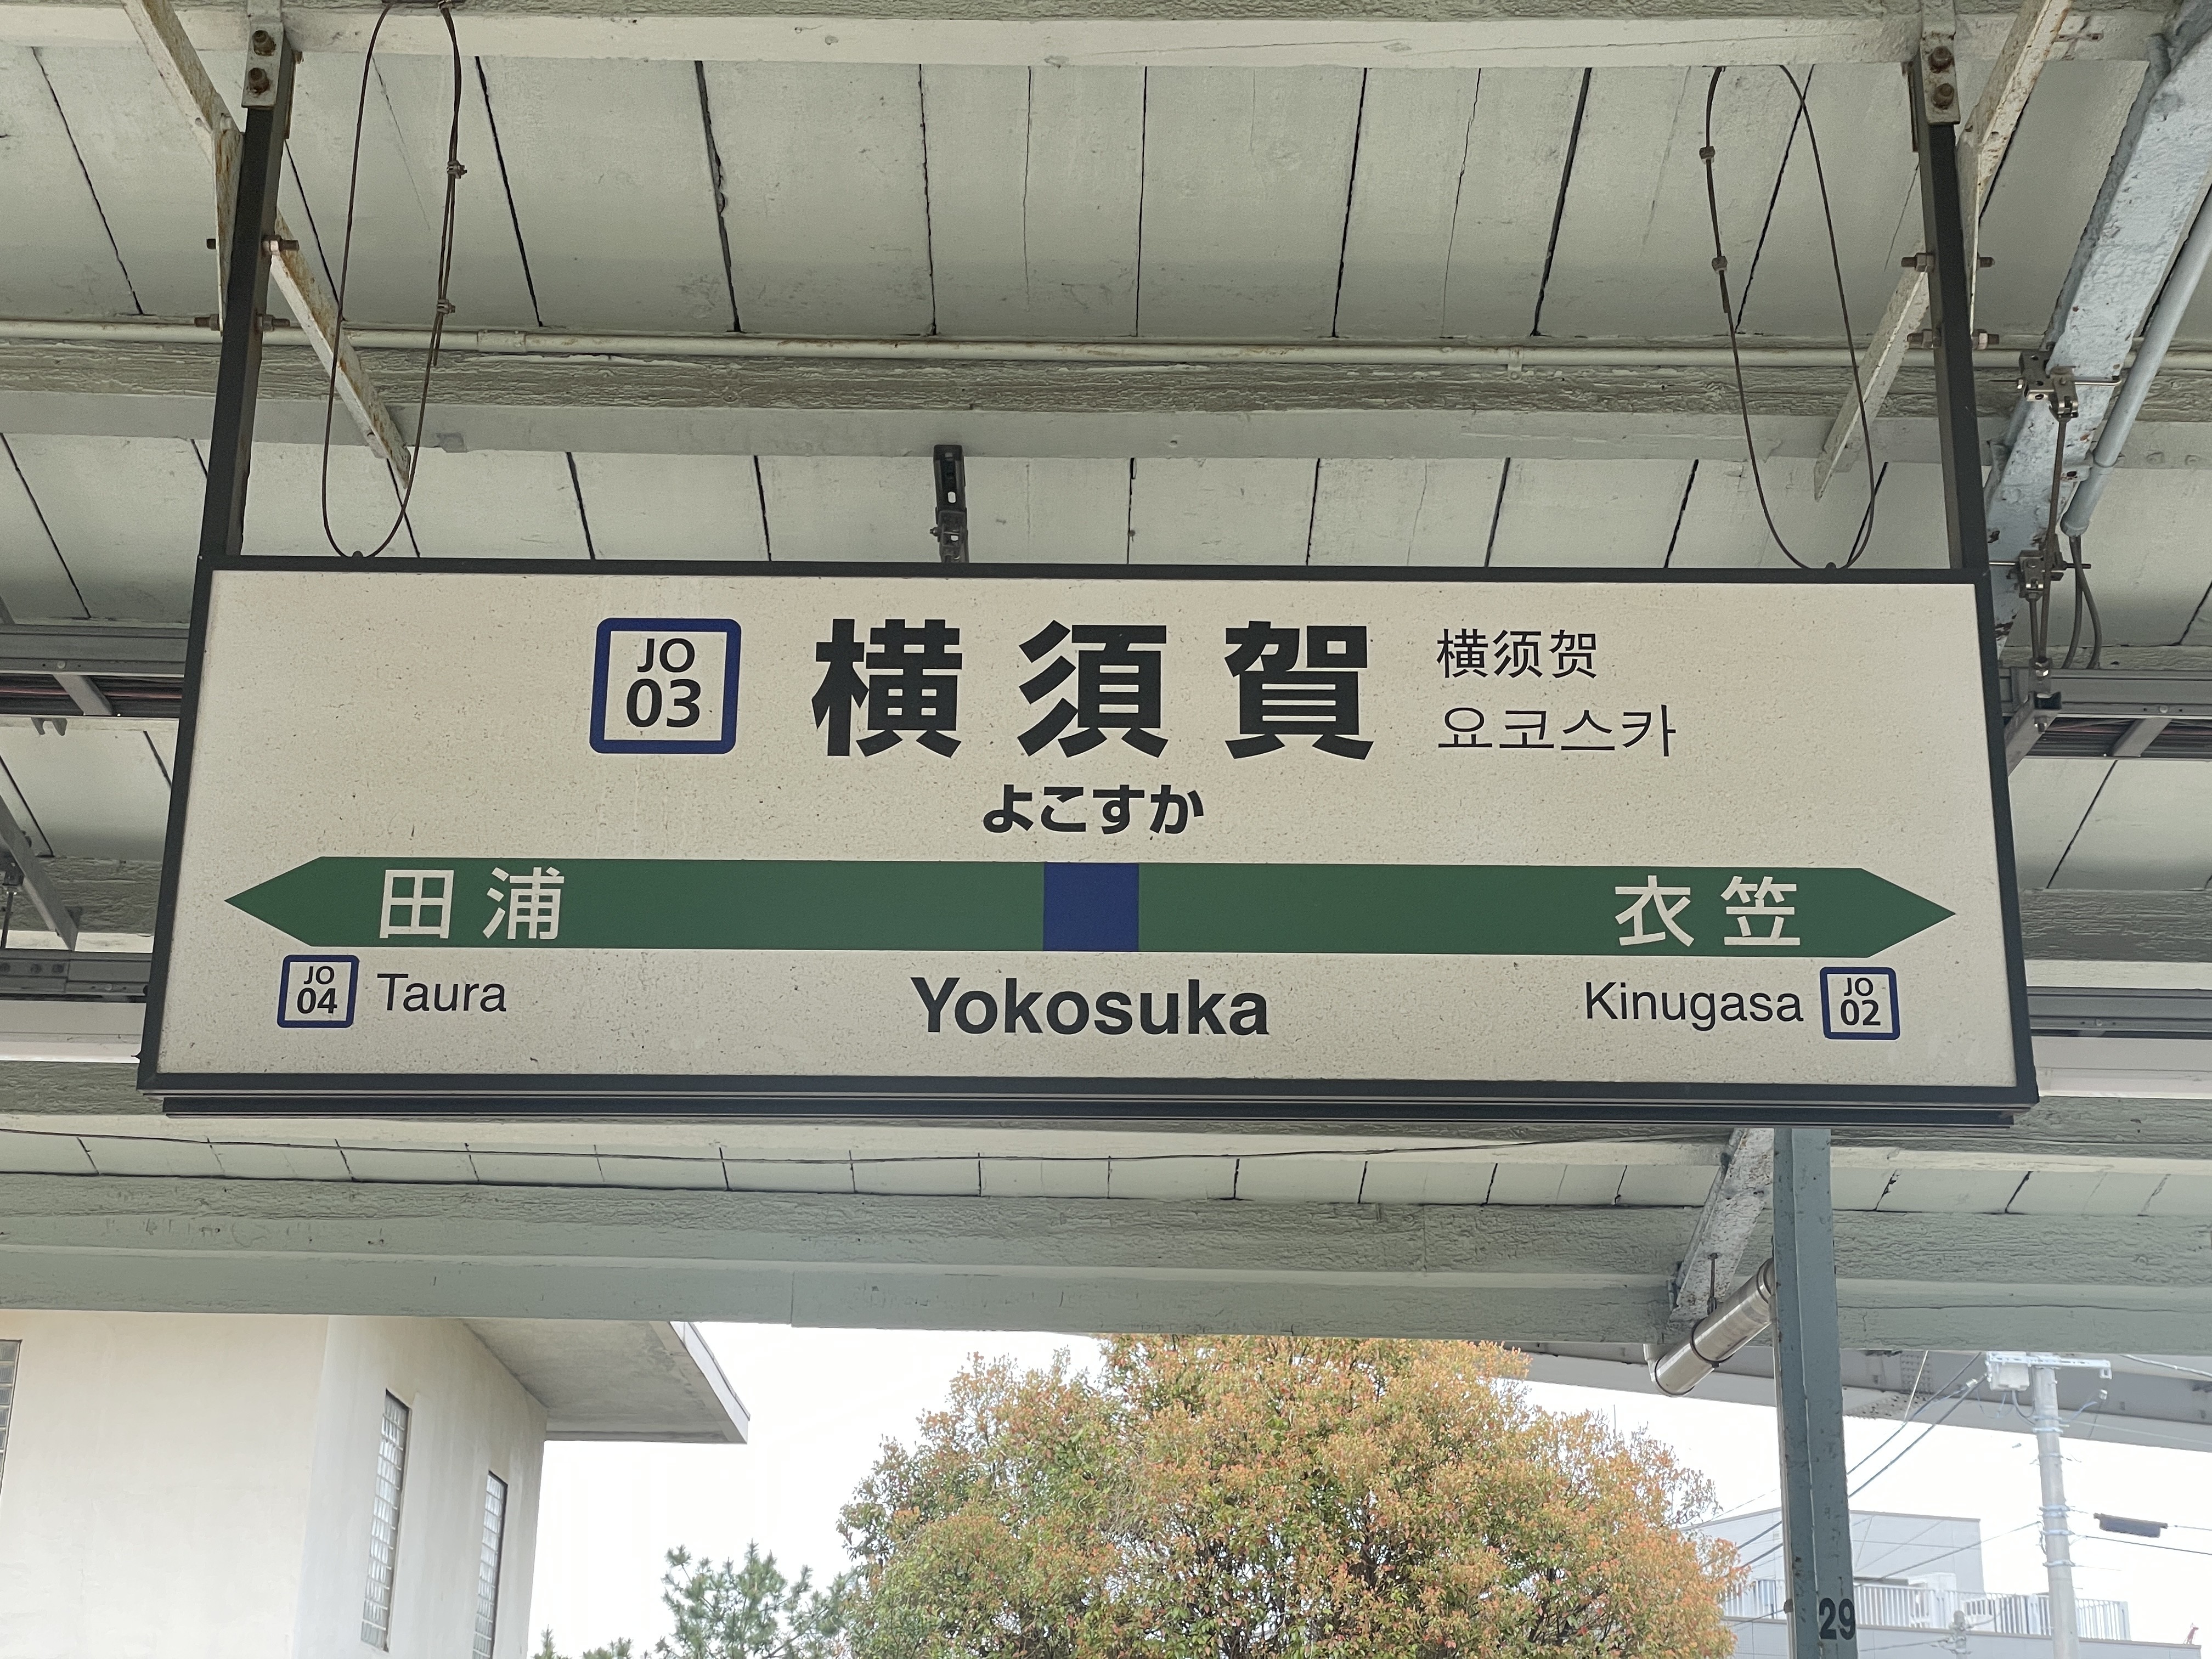 JO
03
横須賀
横须贺
요코스카
よこすか
田浦
衣笠
JO
04
Taura
Yokosuka
Kinugasa
JO
02
29